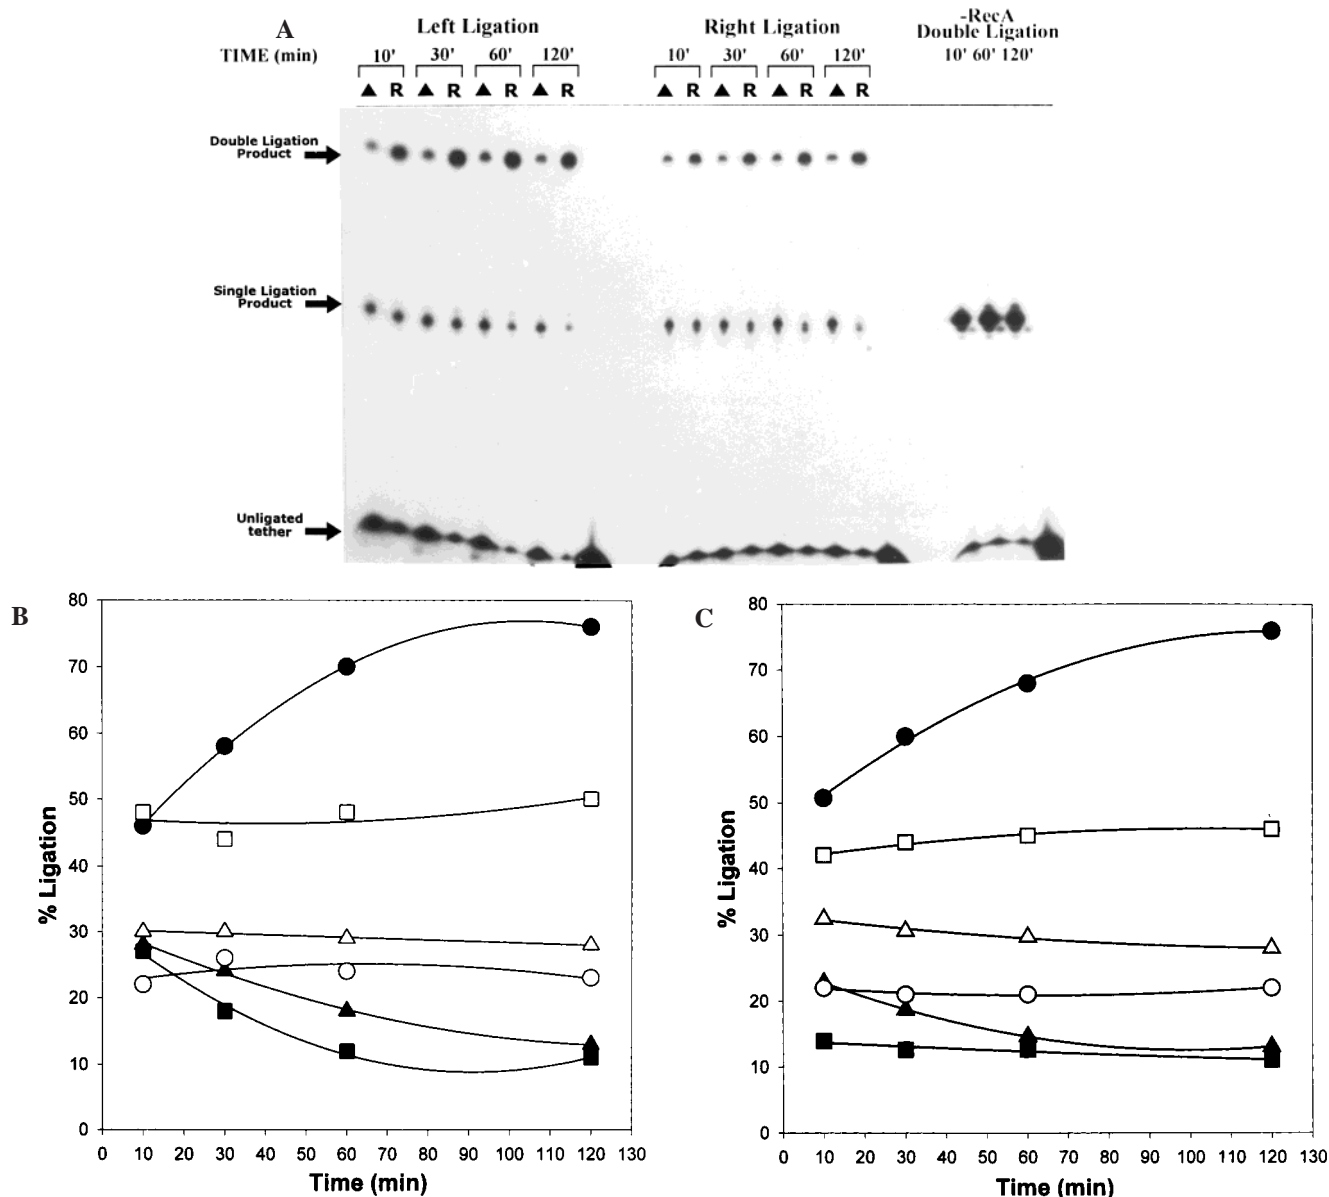 A
Left Ligation
Right Ligation
-RecA
Double Ligation
TIME (min)
10' 30' 60' 120'
10' 30' 60' 120'
10' 60' 120'
▲ R ▲ R ▲ R ▲ R
▲ R ▲ R ▲ R ▲ R
Double Ligation
Product
Single Ligation
Product
Unligated
tether
B
80
70
60
50
40
30
20
10
0
% Ligation
0 10 20 30 40 50 60 70 80 90 100 110 120 130
Time (min)
C
80
70
60
50
40
30
20
10
0
% Ligation
0 10 20 30 40 50 60 70 80 90 100 110 120 130
Time (min)